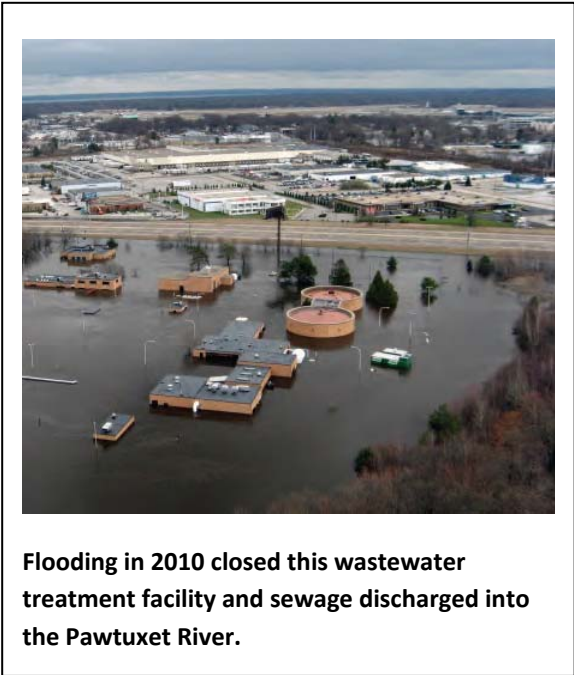 Flooding in 2010 closed this wastewater
treatment facility and sewage discharged into
the Pawtuxet River.